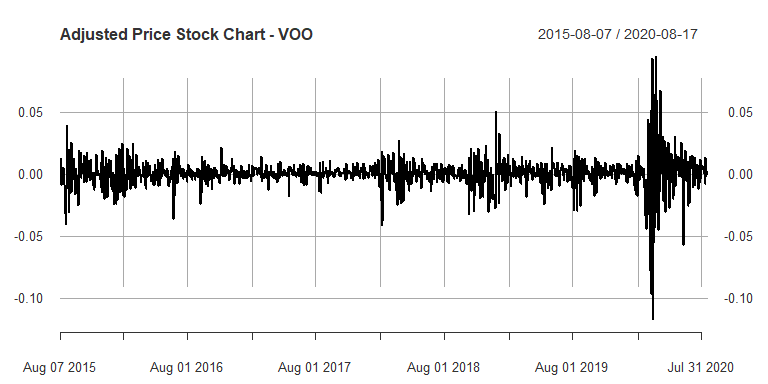 Adjusted Price Stock Chart - VOO 2015-08-07 / 2020-08-17
0.05 0.05
0.00 0.00
-0.05 -0.05
-0.10 -0.10
Aug 07 2015 Aug 01 2016 Aug 01 2017 Aug 01 2018 Aug 01 2019 Jul 31 2020